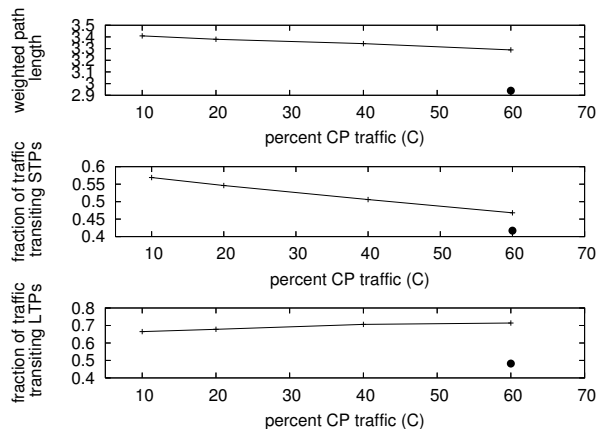 weighted path
length
3.5
3.4
3.3
3.2
3.1
3
2.9
10 20 30 40 50 60 70
percent CP traffic (C)
fraction of traffic
transiting STPs
0.6
0.55
0.5
0.45
0.4
10 20 30 40 50 60 70
percent CP traffic (C)
fraction of traffic
transiting LTPs
0.8
0.7
0.6
0.5
0.4
10 20 30 40 50 60 70
percent CP traffic (C)